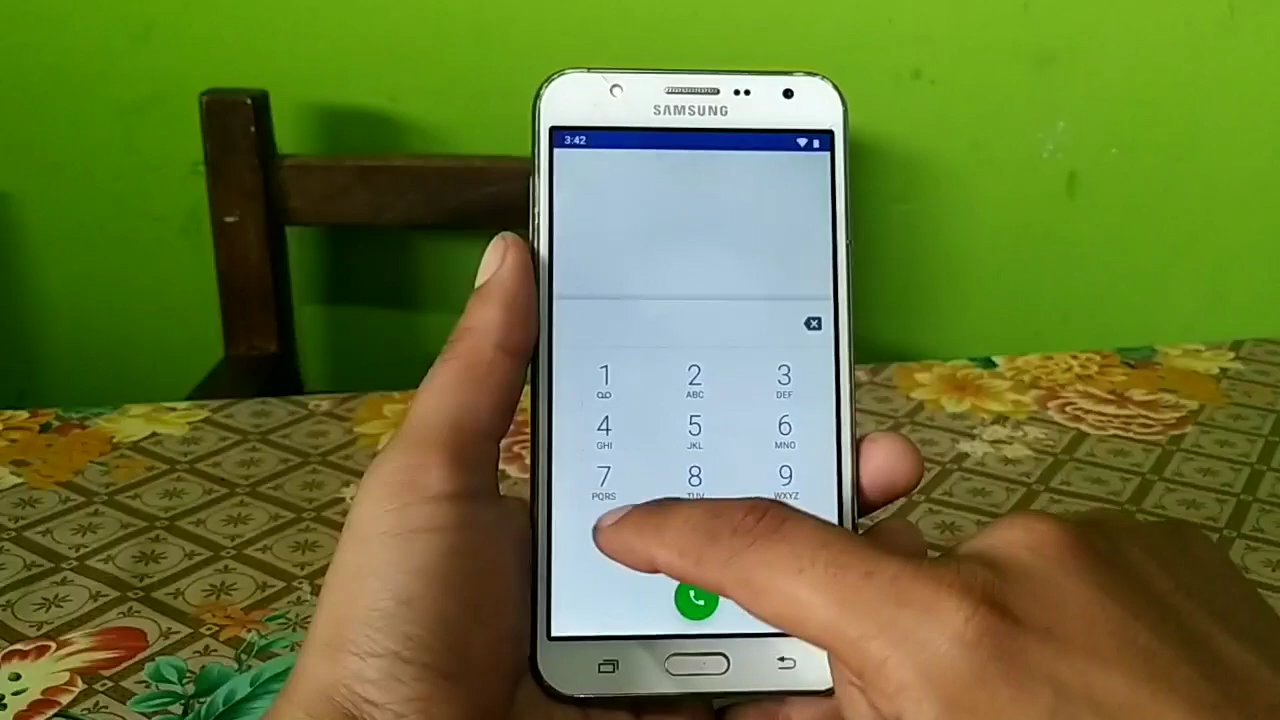 SAMSUNG
3:42
1 2 3
ABC DEF
4 5 6
GHI JKL MNO
7 8 9
PQRS TUV WXYZ